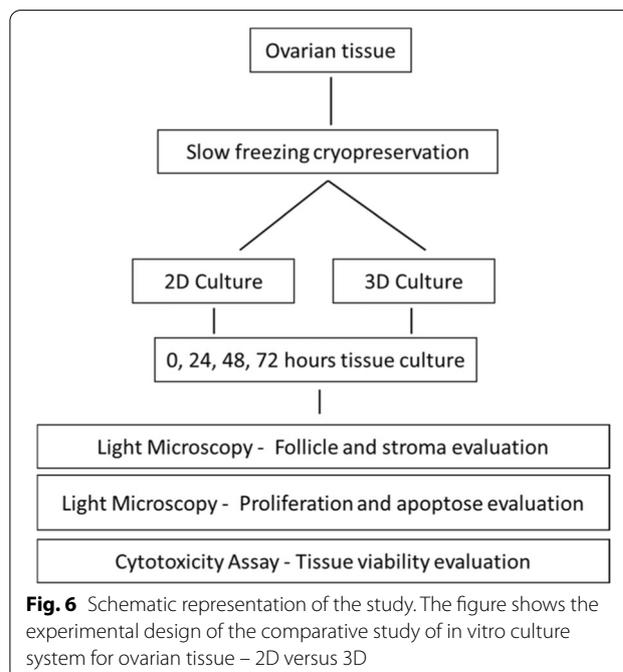 Ovarian tissue
Slow freezing cryopreservation
2D Culture
3D Culture
0, 24, 48, 72 hours tissue culture
Light Microscopy - Follicle and stroma evaluation
Light Microscopy - Proliferation and apoptose evaluation
Cytotoxicity Assay - Tissue viability evaluation
Fig. 6 Schematic representation of the study. The figure shows the
experimental design of the comparative study of in vitro culture
system for ovarian tissue – 2D versus 3D